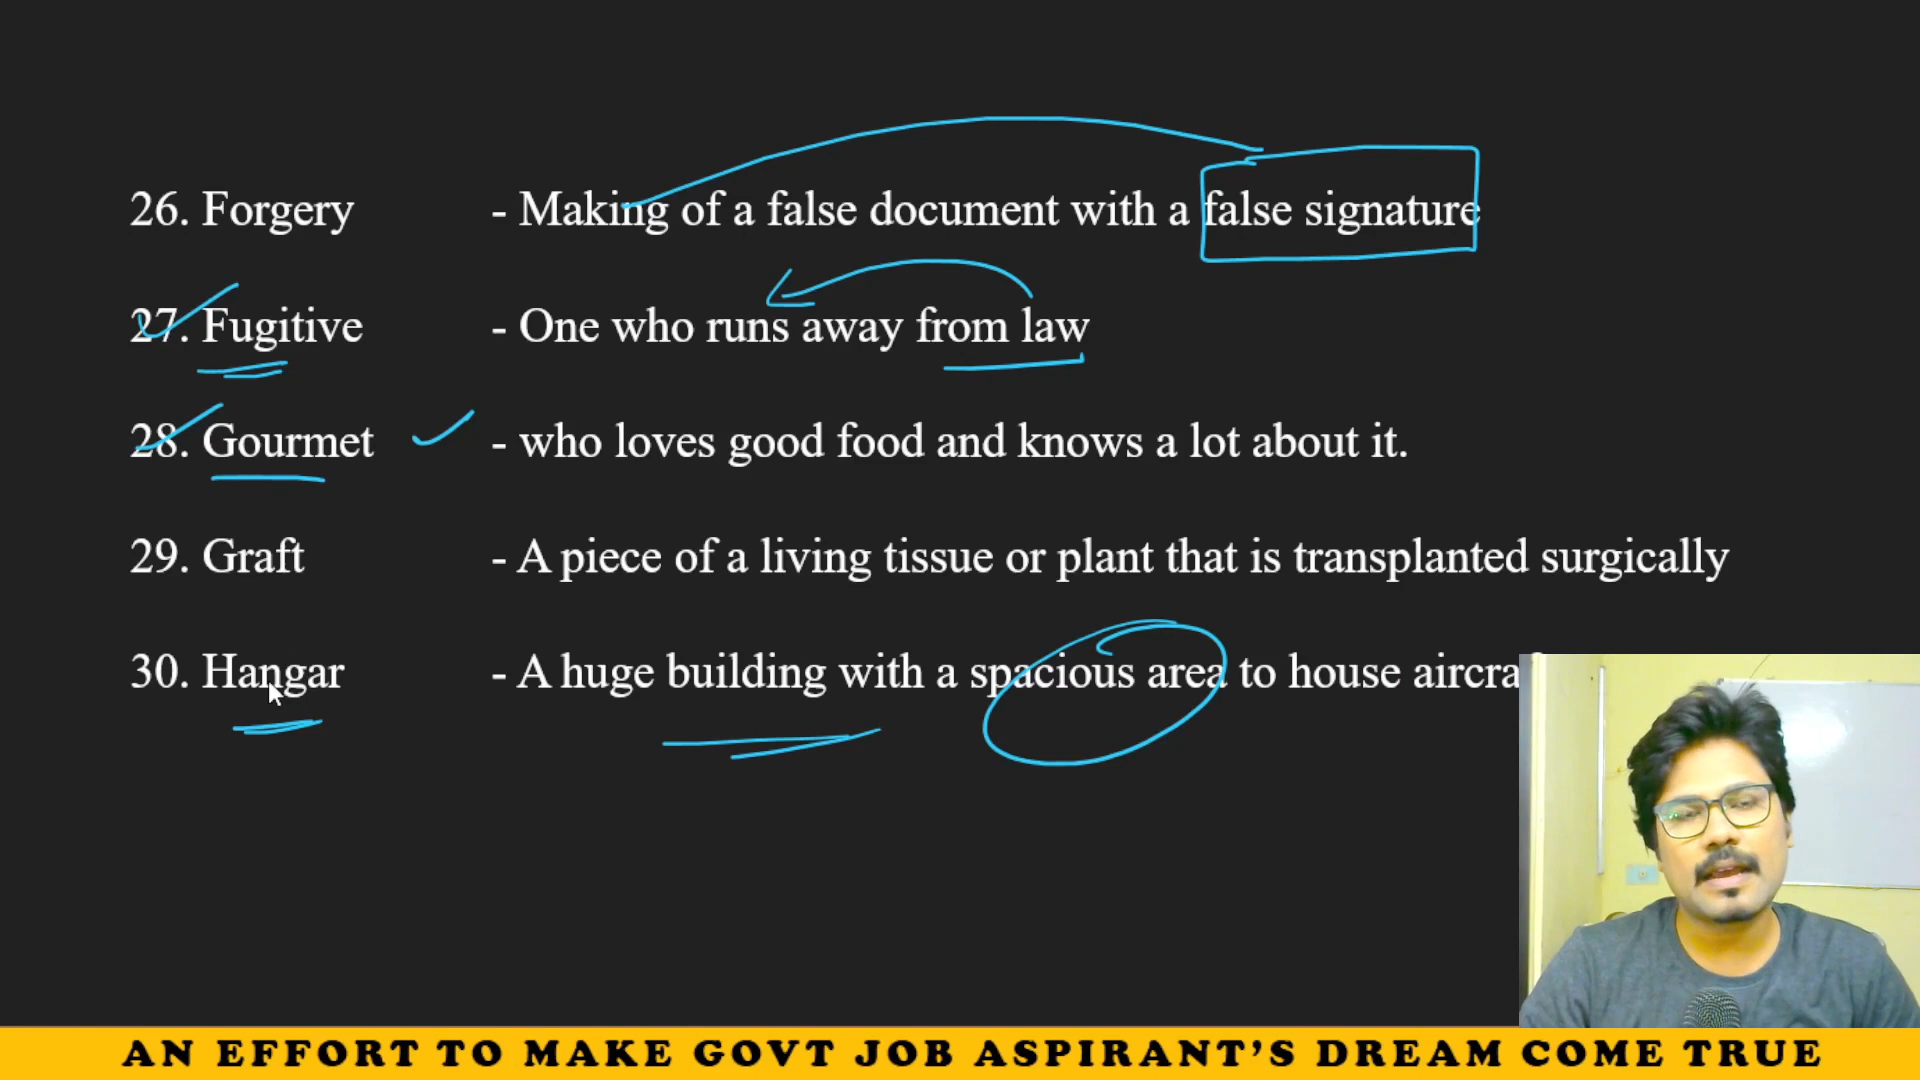 26. Forgery - Making of a false document with a false signature
27. Fugitive - One who runs away from law
28. Gourmet - who loves good food and knows a lot about it.
29. Graft - A piece of a living tissue or plant that is transplanted surgically
30. Hangar - A huge building with a spacious area to house
AN EFFORT TO MAKE GOVT JOB ASPIRANT'S DREAM COME TRUE